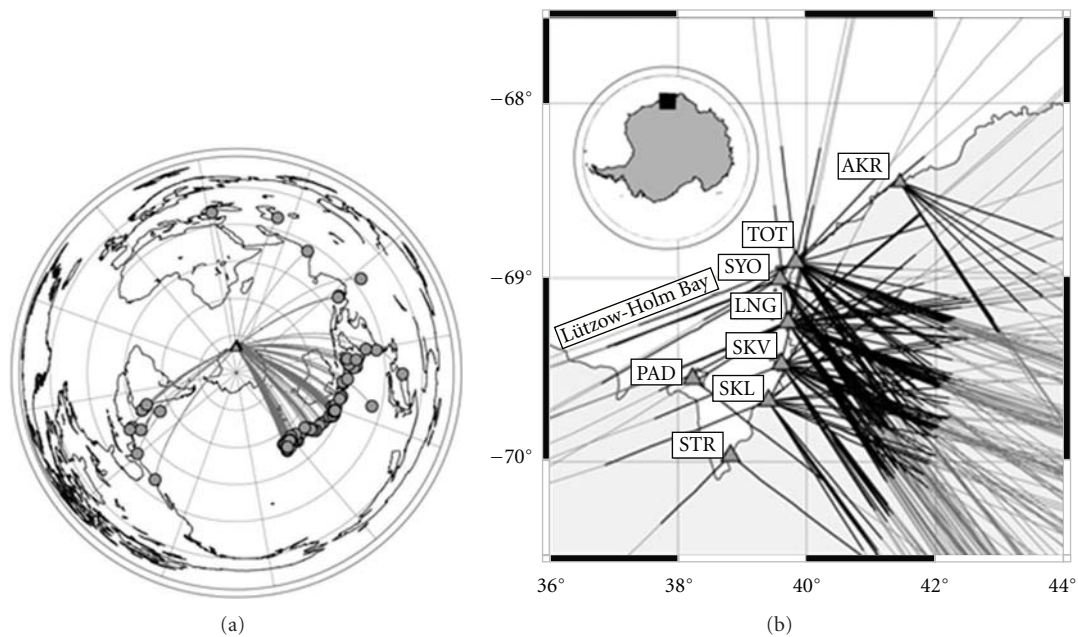 −68°
−69°
−70°
AKR
TOT
SYO
Lützow-Holm Bay
LNG
SKV
PAD
SKL
STR
36°
38°
40°
42°
44°
(a)
(b)